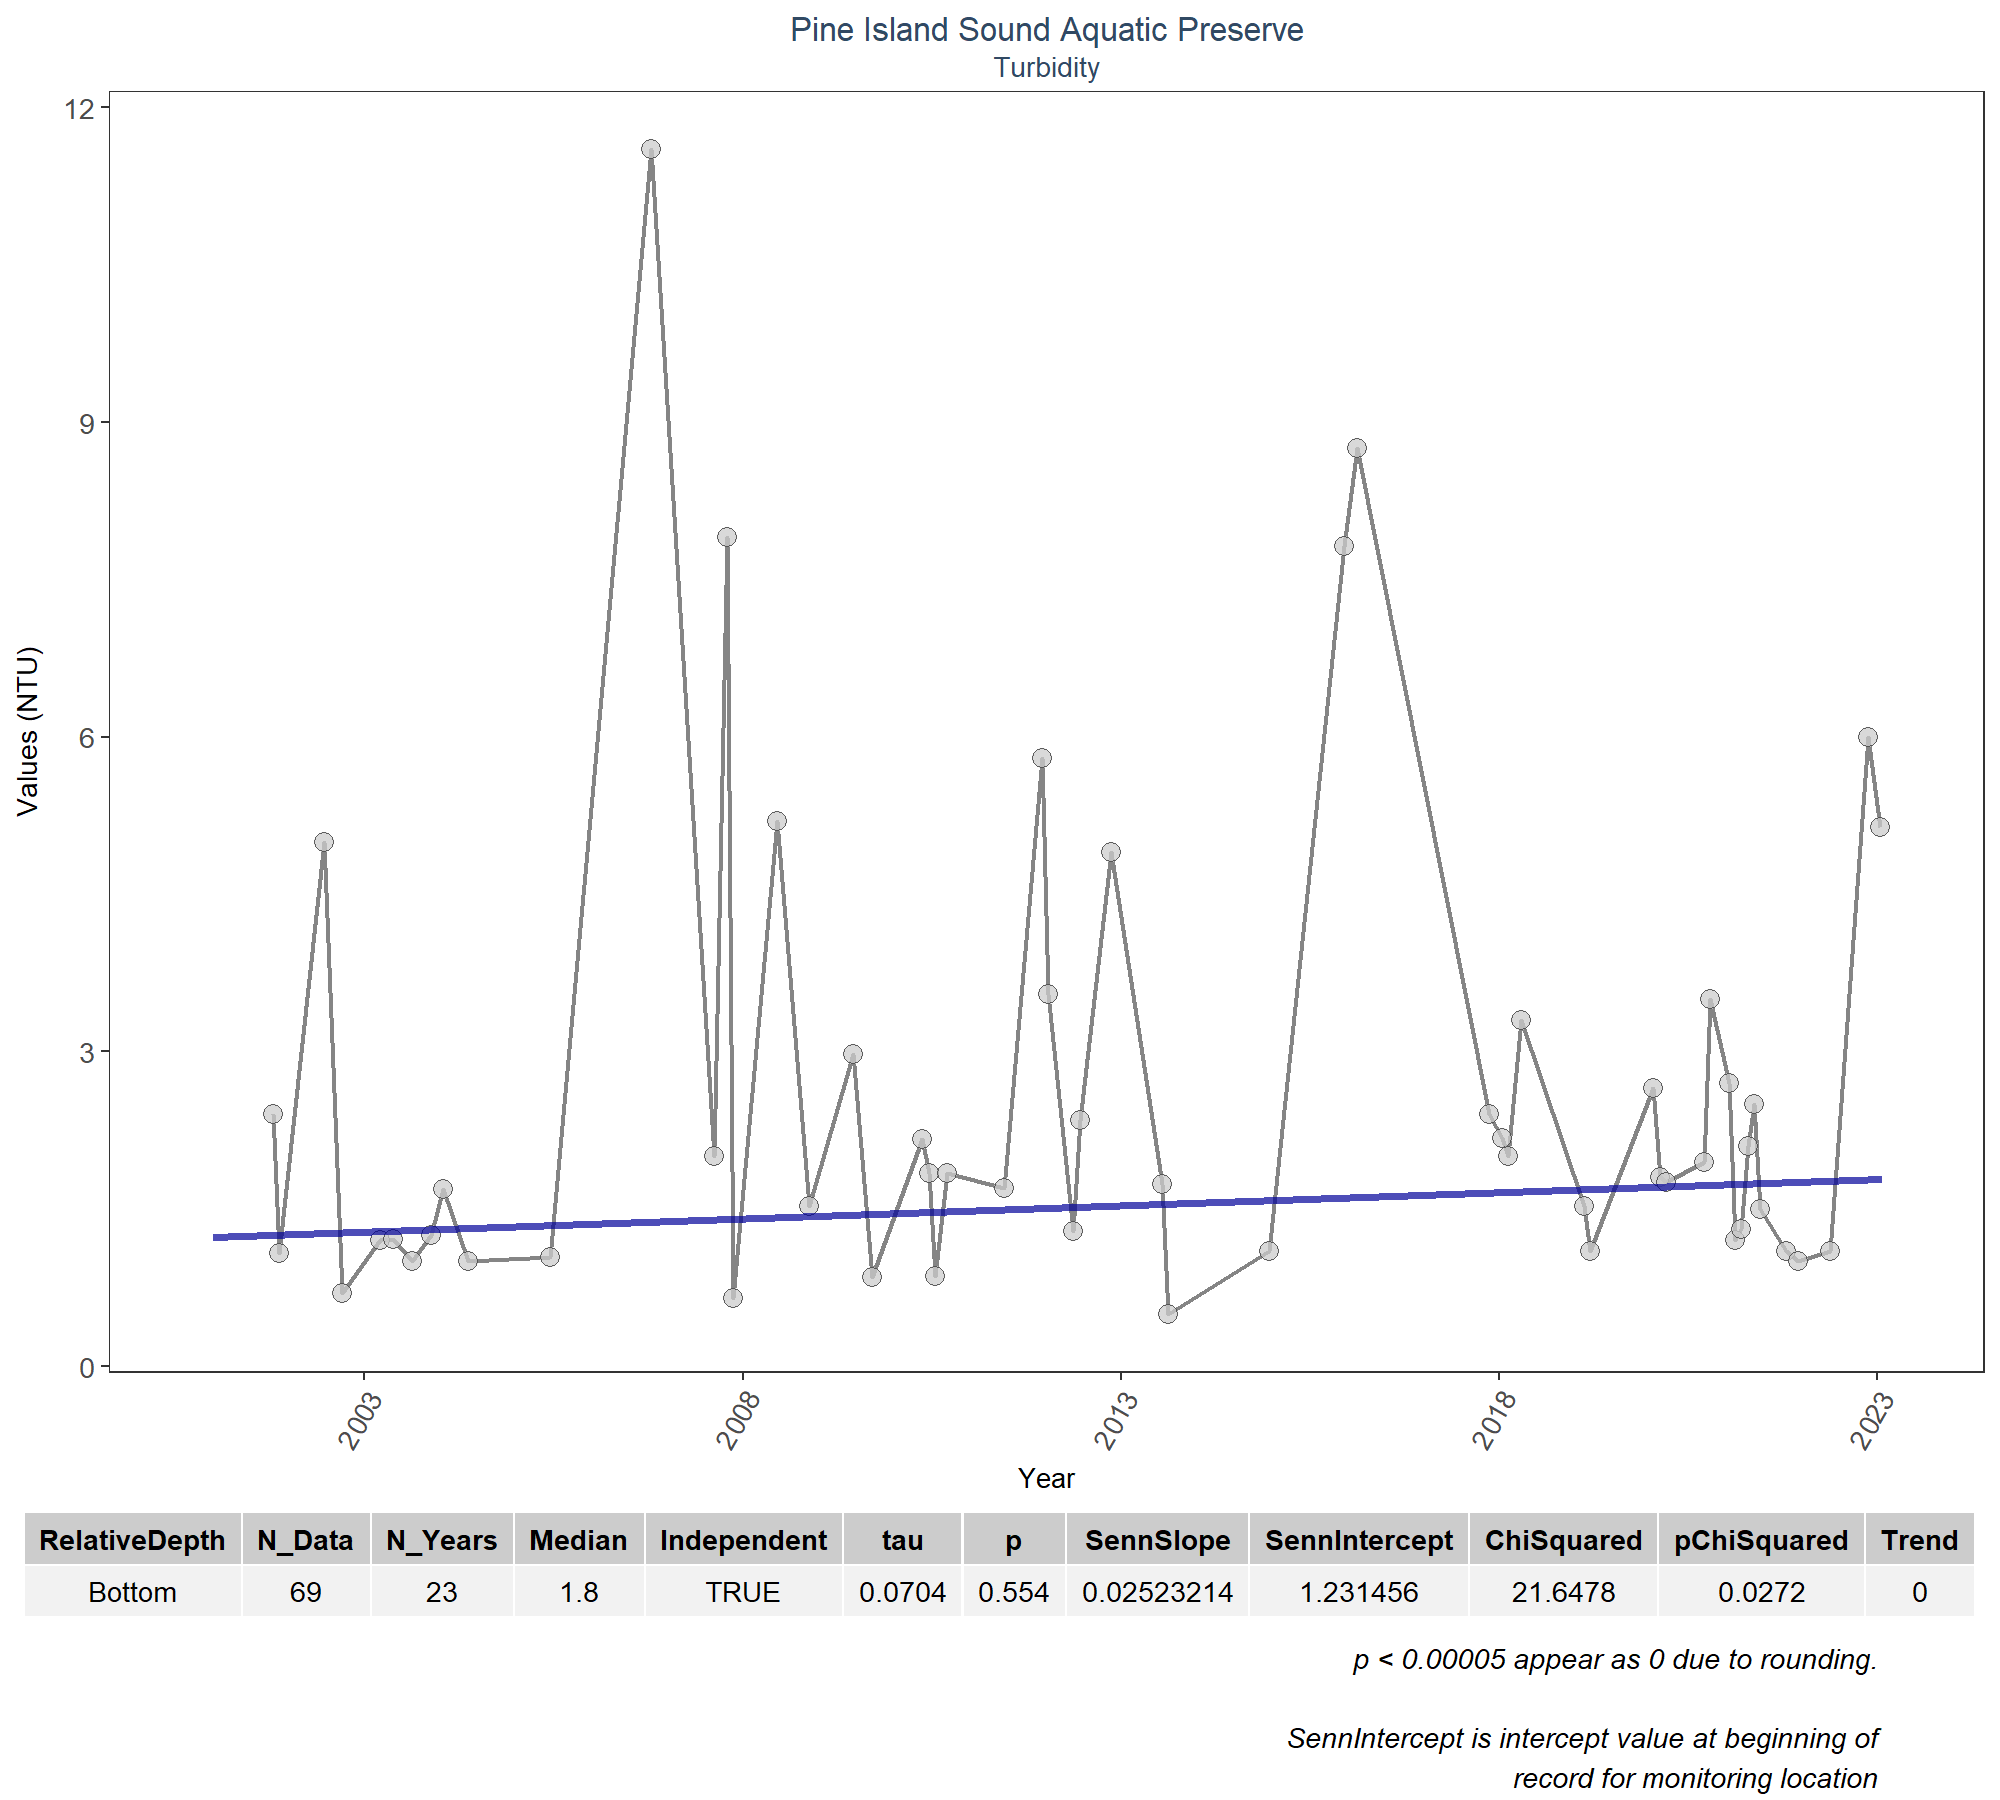 Pine Island Sound Aquatic Preserve
Turbidity
12
9
6
3
0
Values (NTU)
2003
2008
2013
2018
2023
Year
RelativeDepth N_Data N_Years Median Independent tau p SennSlope SennIntercept ChiSquared pChiSquared Trend
Bottom 69 23 1.8 TRUE 0.0704 0.554 0.02523214 1.231456 21.6478 0.0272 0
p < 0.00005 appear as 0 due to rounding.
SennIntercept is intercept value at beginning of
record for monitoring location